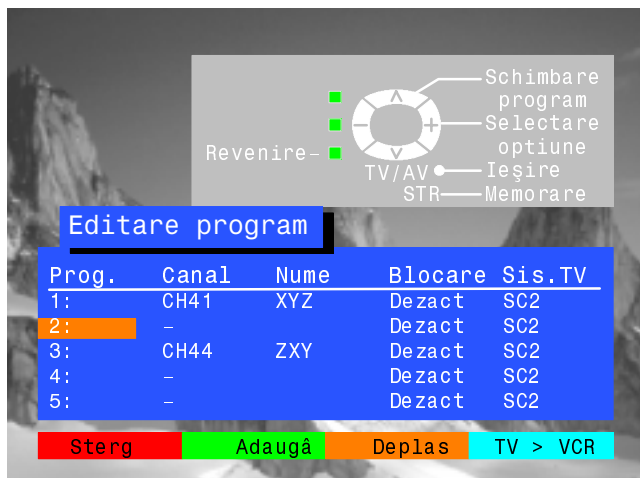 Schimbare
program
Selectare
optiune
Revenire–
TV/AV Ieşire
STR Memorare
Editare program
Prog. Canal Nume Blocare Sis.TV
1: CH41 XYZ Dezact SC2
2: – Dezact SC2
3: CH44 ZXY Dezact SC2
4: – Dezact SC2
5: – Dezact SC2
Sterg Adaugâ Deplas TV > VCR